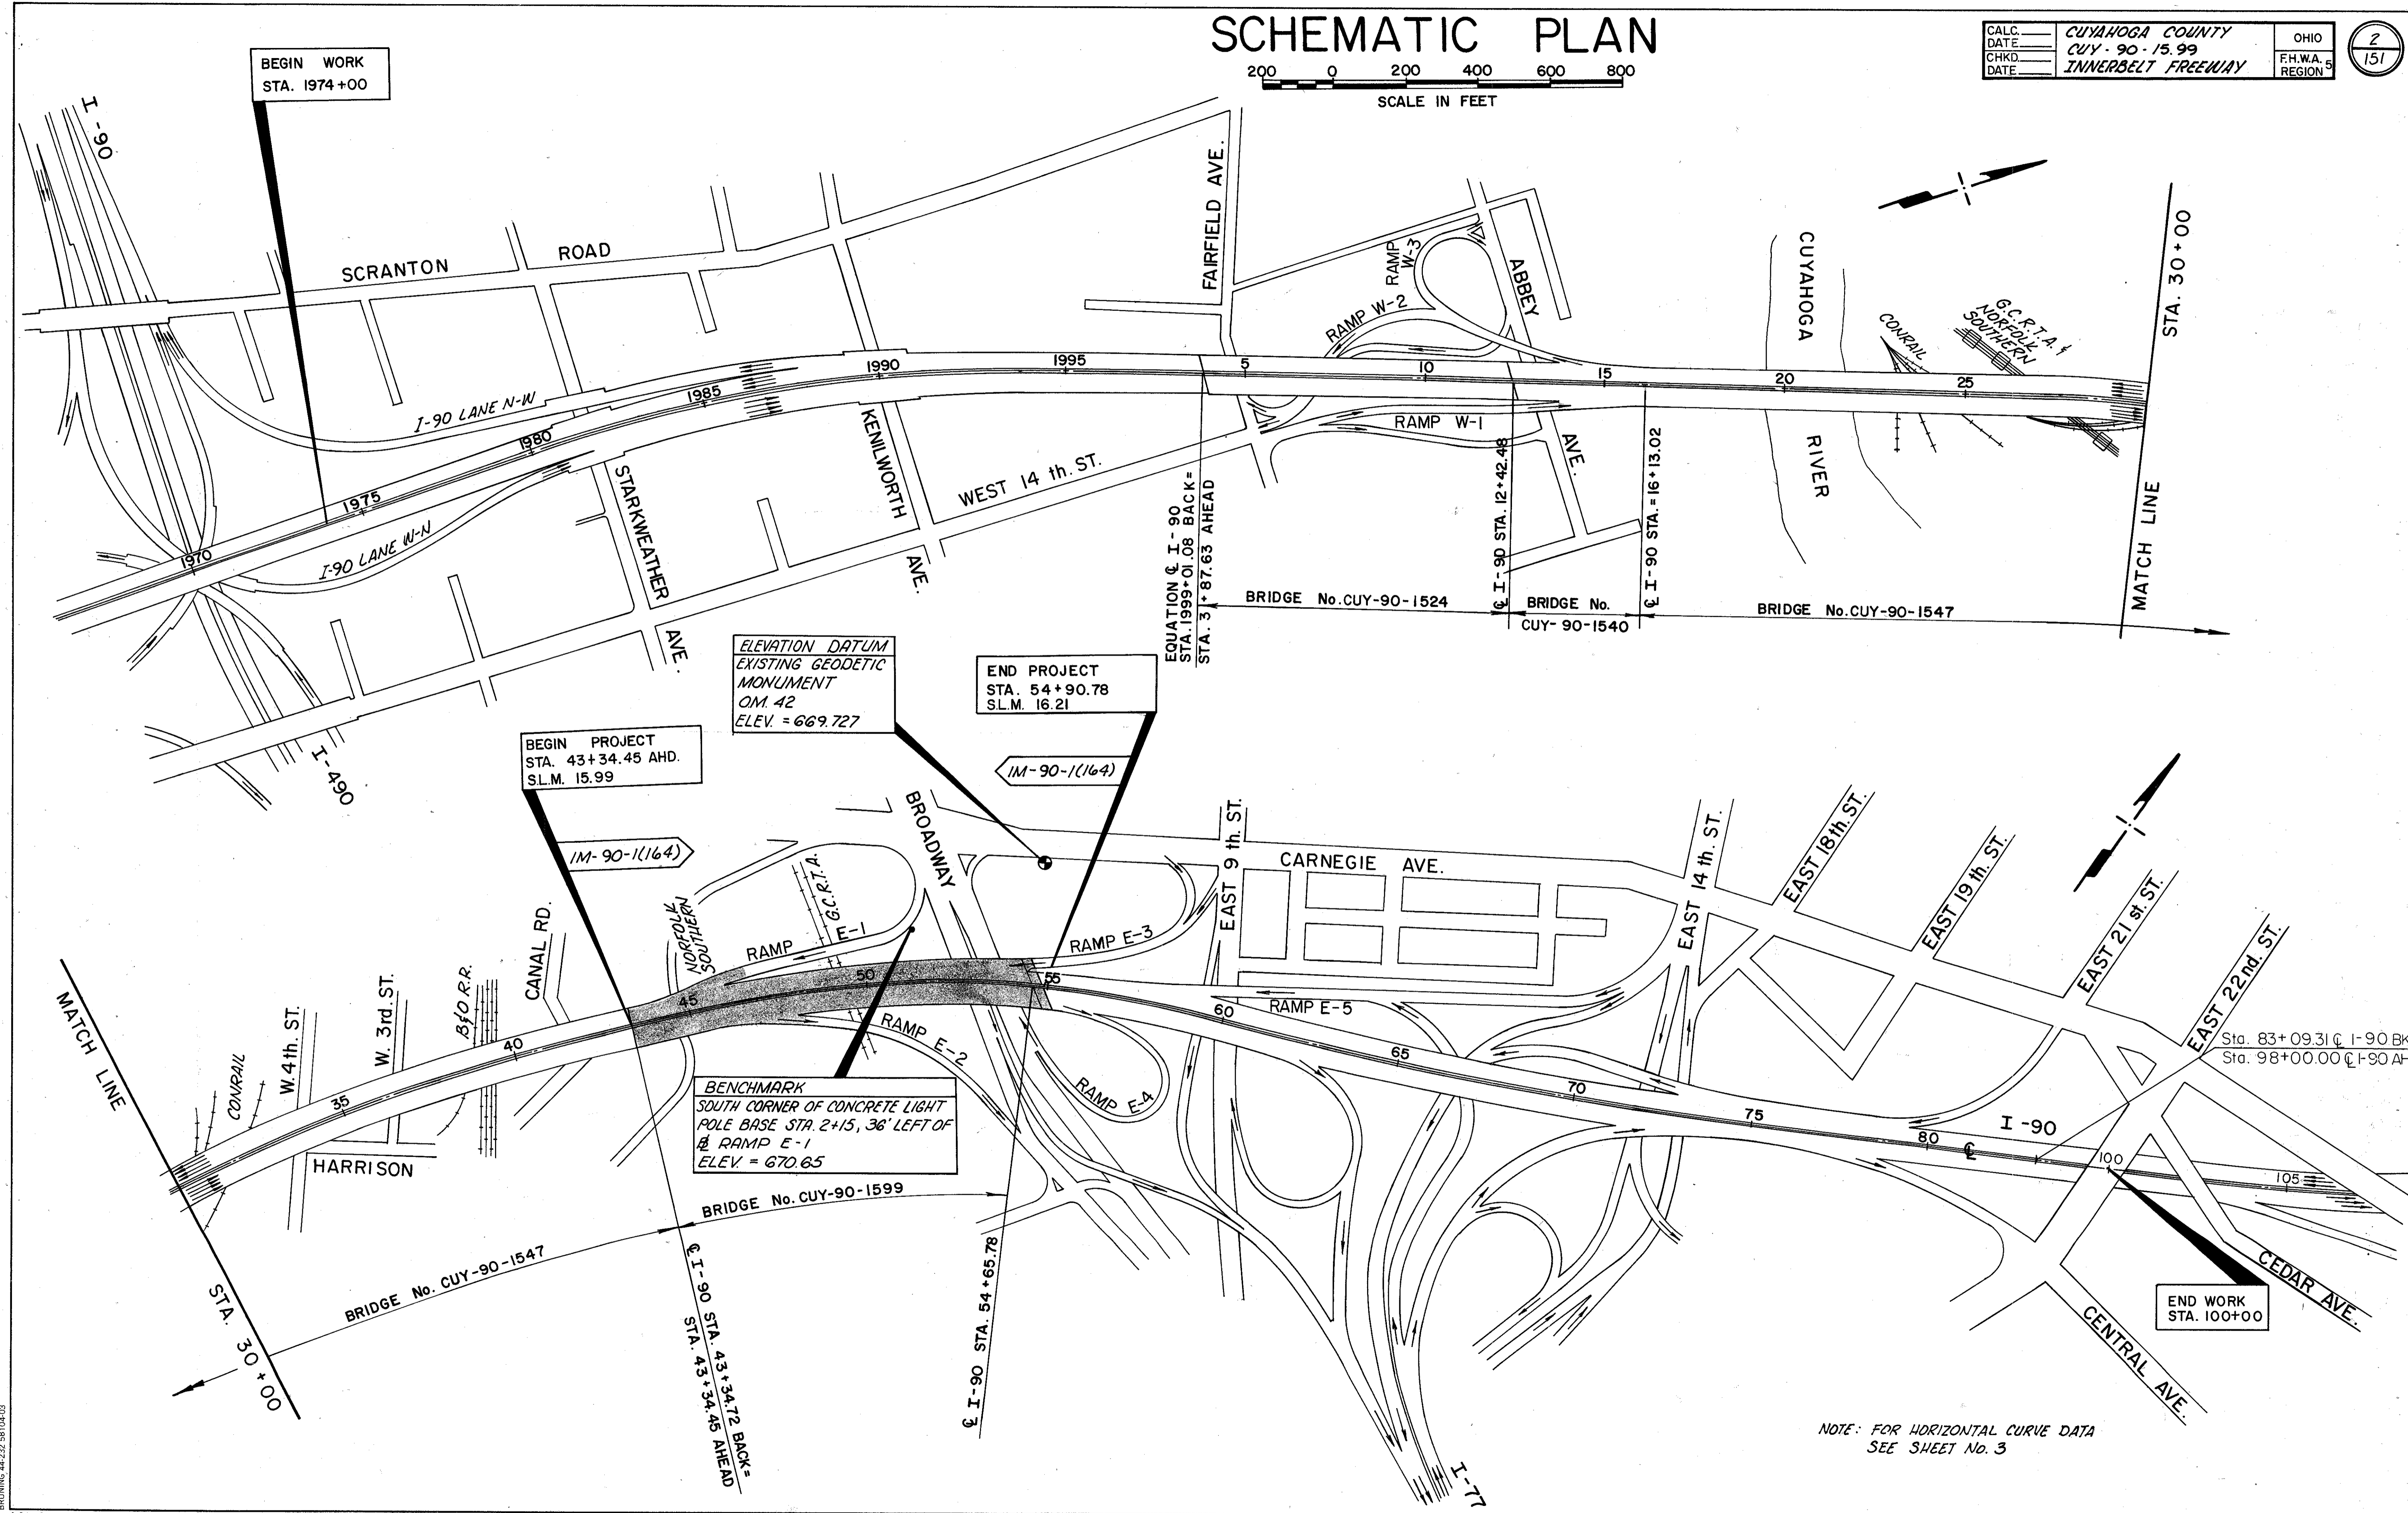 SCHEMATIC PLAN
200 0 200 400 600 800
SCALE IN FEET
CALC.
DATE
CHKD.
DATE
CUYAHOGA COUNTY
CUY-90-15.99
INNERBELT FREEWAY
OHIO
F.H.W.A. 5
REGION
2
151
BEGIN WORK
STA. 1974+00
I-90
SCRANTON ROAD
I-90 LANE N-W
I-90 LANE W-N
1970
1975
1980
1985
1990
1995
5
10
15
20
25
STARKWEATHER
AVE.
KENILWORTH
AVE.
WEST 14 th. ST.
FAIRFIELD AVE.
RAMP
W-3
RAMP W-2
RAMP W-1
ABBEY
AVE.
CUYAHOGA
RIVER
CONRAIL
G.C.R.T.A. &
NORFOLK
SOUTHERN
STA. 30+00
MATCH LINE
EQUATION ℄ I-90
STA. 1999+01.08 BACK=
STA. 3+87.63 AHEAD
℄ I-90 STA. 12+42.48
℄ I-90 STA. = 16+13.02
BRIDGE No. CUY-90-1524
BRIDGE No.
CUY-90-1540
BRIDGE No. CUY-90-1547
I-490
ELEVATION DATUM
EXISTING GEODETIC
MONUMENT
OM. 42
ELEV. = 669.727
END PROJECT
STA. 54+90.78
S.L.M. 16.21
BEGIN PROJECT
STA. 43+34.45 AHD.
S.L.M. 15.99
IM-90-1(164)
IM-90-1(164)
BROADWAY
CARNEGIE AVE.
EAST 9 th. ST.
EAST 14 th. ST.
EAST 18 th. ST.
EAST 19 th. ST.
EAST 21 st. ST.
EAST 22 nd. ST.
Sta. 83+09.31 ℄ I-90 BK
Sta. 98+00.00 ℄ I-90 AH
MATCH LINE
STA. 30+00
CONRAIL
W. 4th. ST.
W. 3rd. ST.
B&O R.R.
CANAL RD.
HARRISON
NORFOLK
SOUTHERN
G.C.R.T.A.
RAMP E-1
RAMP E-2
RAMP E-3
RAMP E-4
RAMP E-5
35
40
45
50
55
60
65
70
75
80
100
105
I-90
℄
BENCHMARK
SOUTH CORNER OF CONCRETE LIGHT
POLE BASE STA. 2+15, 36' LEFT OF
RAMP E-1
ELEV. = 670.65
BRIDGE No. CUY-90-1547
BRIDGE No. CUY-90-1599
℄ I-90 STA. 43+34.72 BACK=
STA. 43+34.45 AHEAD
℄ I-90 STA. 54+65.78
I-77
CEDAR AVE.
CENTRAL AVE.
END WORK
STA. 100+00
NOTE: FOR HORIZONTAL CURVE DATA
SEE SHEET No. 3
BRUNING 44-232 58104-03